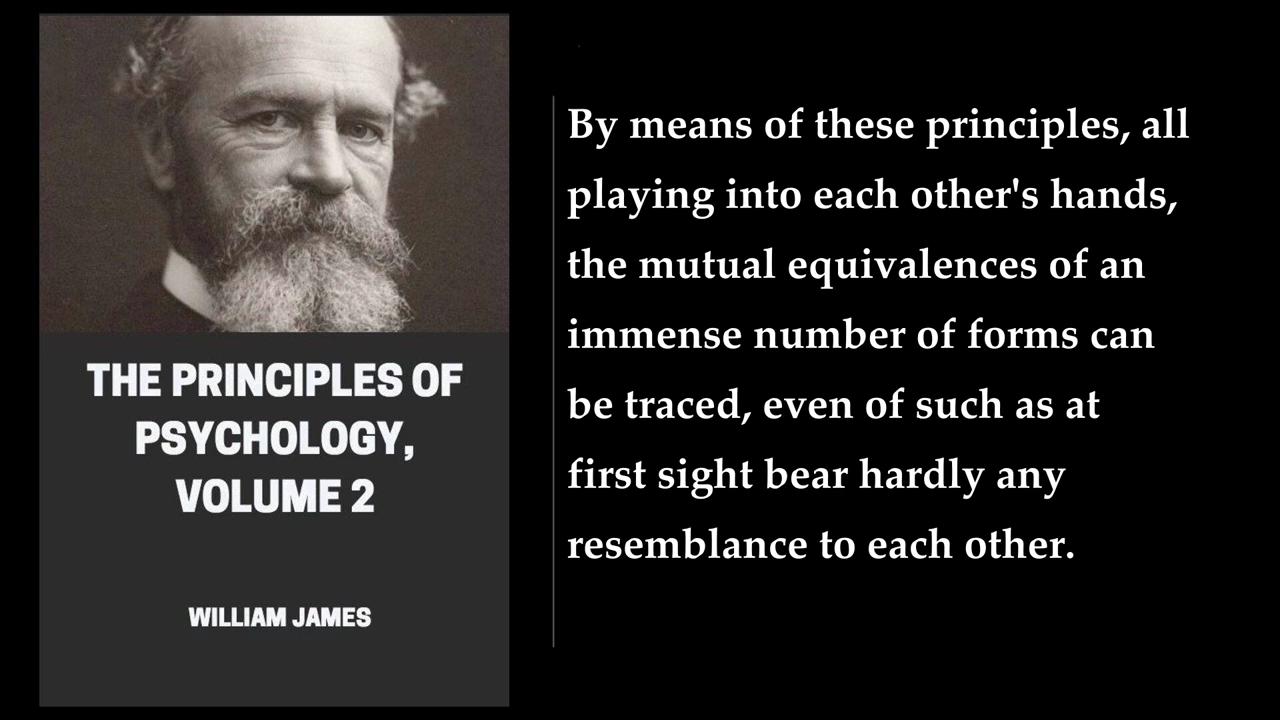 THE PRINCIPLES OF
PSYCHOLOGY,
VOLUME 2
WILLIAM JAMES
By means of these principles, all
playing into each other's hands,
the mutual equivalences of an
immense number of forms can
be traced, even of such as at
first sight bear hardly any
resemblance to each other.